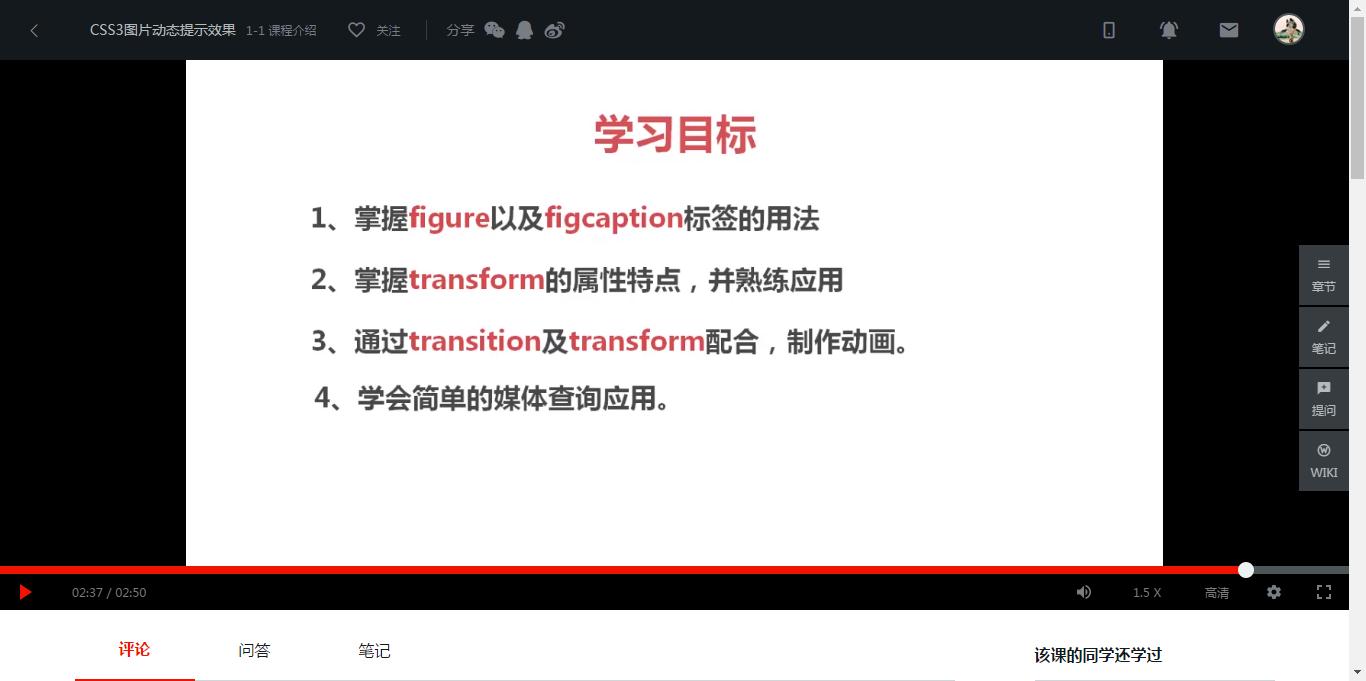 CSS3图片动态提示效果 1-1 课程介绍 关注 分享
学习目标
1、掌握figure以及figcaption标签的用法
2、掌握transform的属性特点，并熟练应用
3、通过transition及transform配合，制作动画。
4、学会简单的媒体查询应用。
章节
笔记
提问
WIKI
02:37 / 02:50 1.5 X 高清
评论 问答 笔记 该课的同学还学过